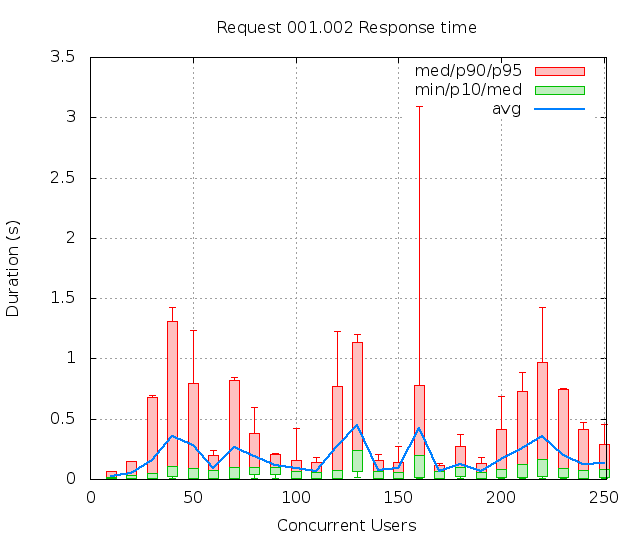 Request 001.002 Response time
med/p90/p95
min/p10/med
avg
3.5
3
2.5
2
1.5
1
0.5
0
0 50 100 150 200 250
Duration (s)
Concurrent Users